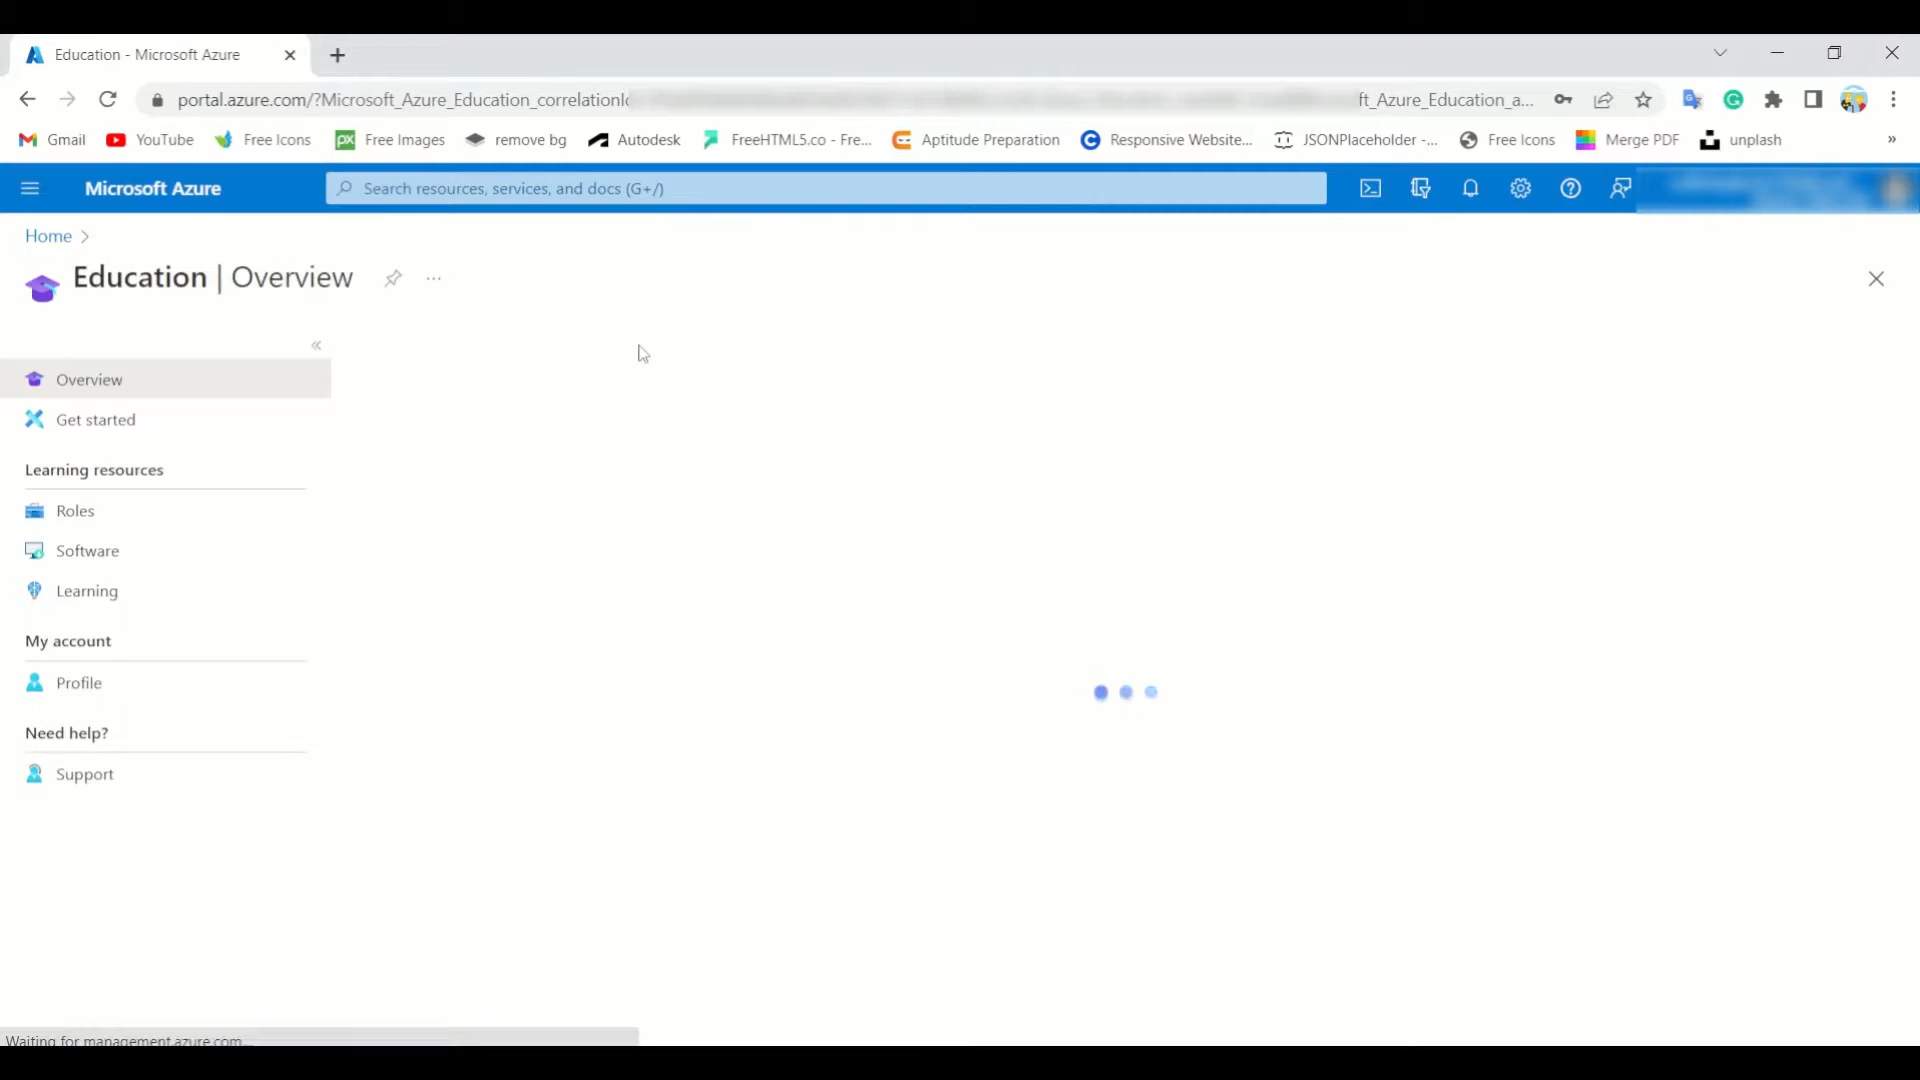 Education - Microsoft Azure
portal.azure.com/?Microsoft_Azure_Education_correlationIc ft_Azure_Education_a...
Gmail YouTube Free Icons px Free Images remove bg Autodesk FreeHTML5.co - Fre... Aptitude Preparation Responsive Website... JSONPlaceholder -... Free Icons Merge PDF unplash »
Microsoft Azure Search resources, services, and docs (G+/)
Home
Education | Overview ...
Overview
Get started
Learning resources
Roles
Software
Learning
My account
Profile
Need help?
Support
Waiting for management.azure.com...